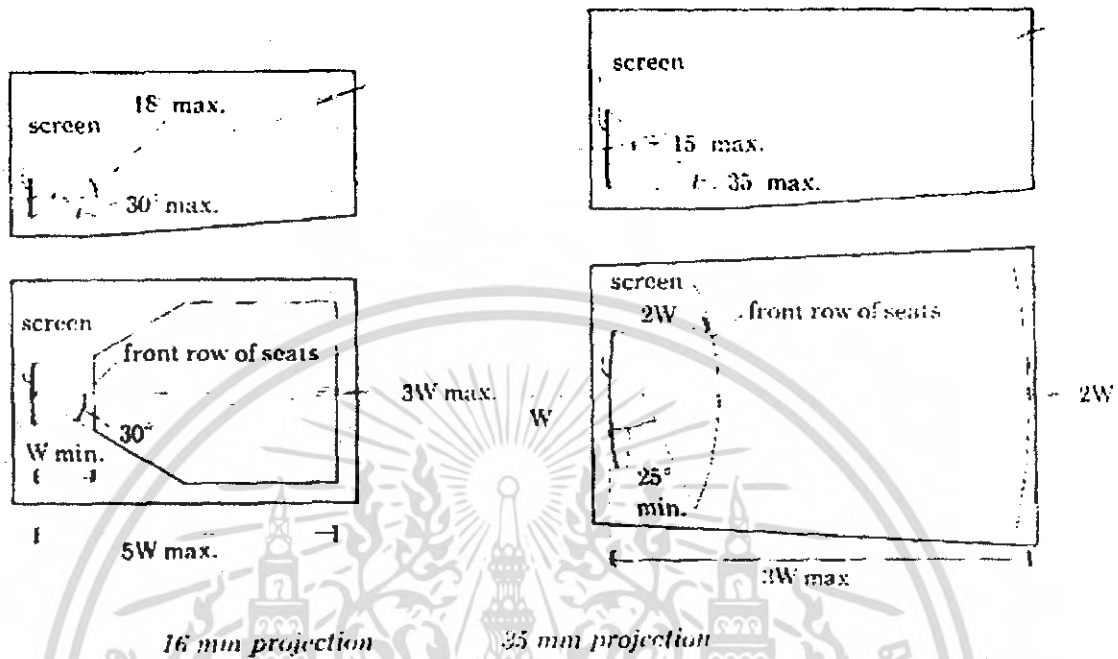 screen
18 max.
30° max.
screen
15 max.
35 max.
screen
front row of seats
30°
W min.
3W max.
5W max.
screen
2W
front row of seats
W
25°
min.
2W
3W max
16 mm projection
35 mm projection